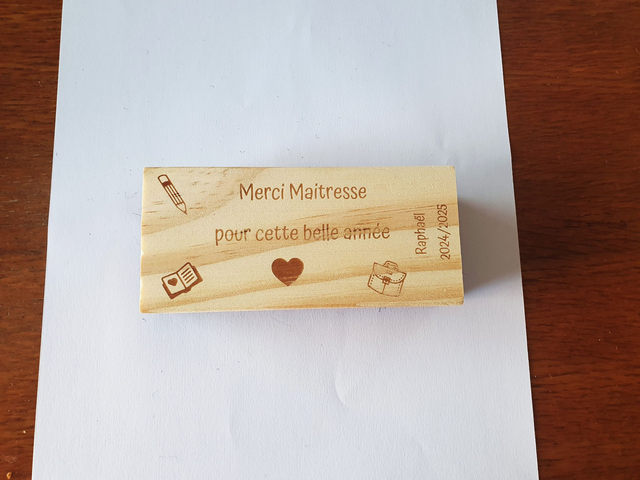 Merci Maitresse
pour cette belle année
Raphaël
2024/2025